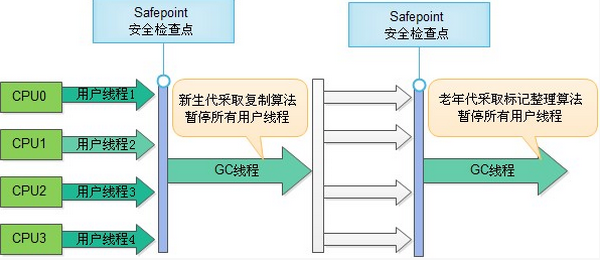 Safepoint
安全检查点
Safepoint
安全检查点
CPU0
用户线程1
CPU1
用户线程2
CPU2
用户线程3
CPU3
用户线程4
新生代采取复制算法
暂停所有用户线程
GC线程
老年代采取标记整理算法
暂停所有用户线程
GC线程